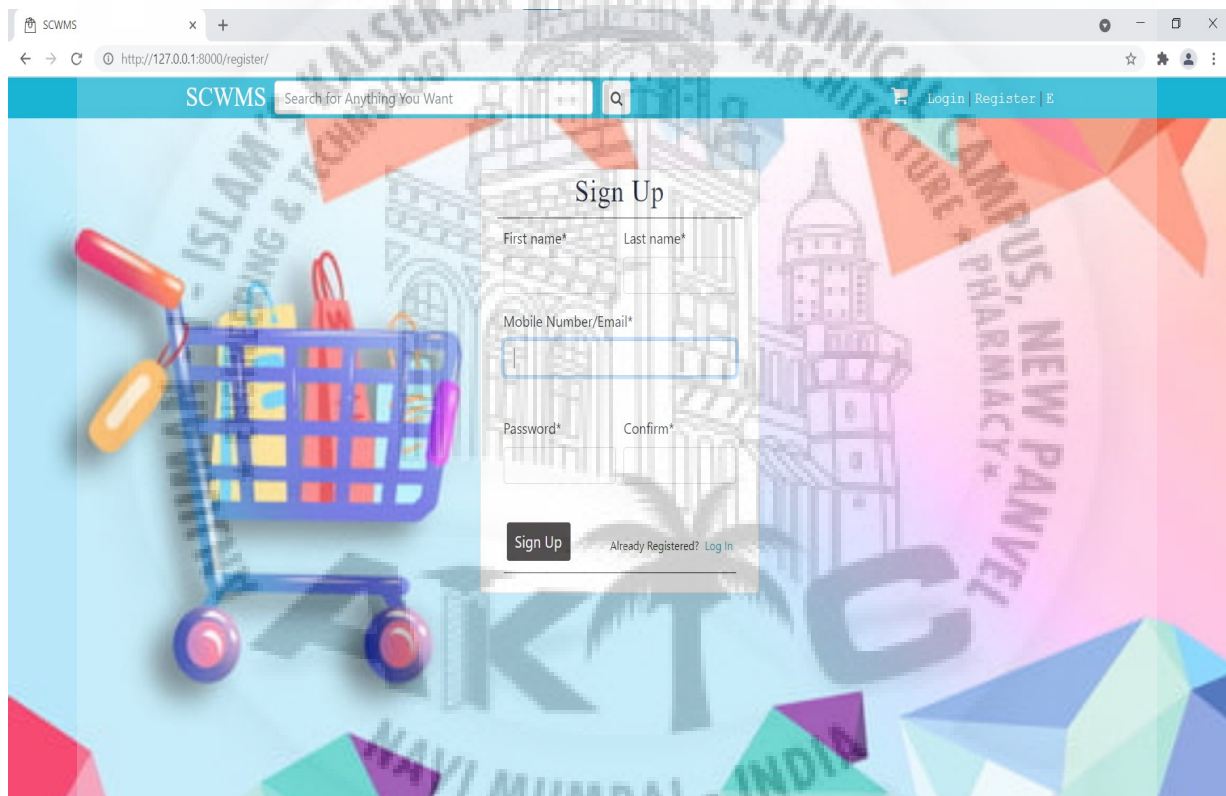 SCWMS
http://127.0.0.1:8000/register/
SCWMS Search for Anything You Want Login | Register | E
Sign Up
First name* Last name*
Mobile Number/Email*
Password* Confirm*
Sign Up Already Registered? Log In
KALSEKAR TECHNICAL CAMPUS, NEW PANVEL
ISLAM'S
& TECHNOLOGY * *ARCHITECTURE * PHARMACY *
AKTC
NAVI MUMBAI - INDIA